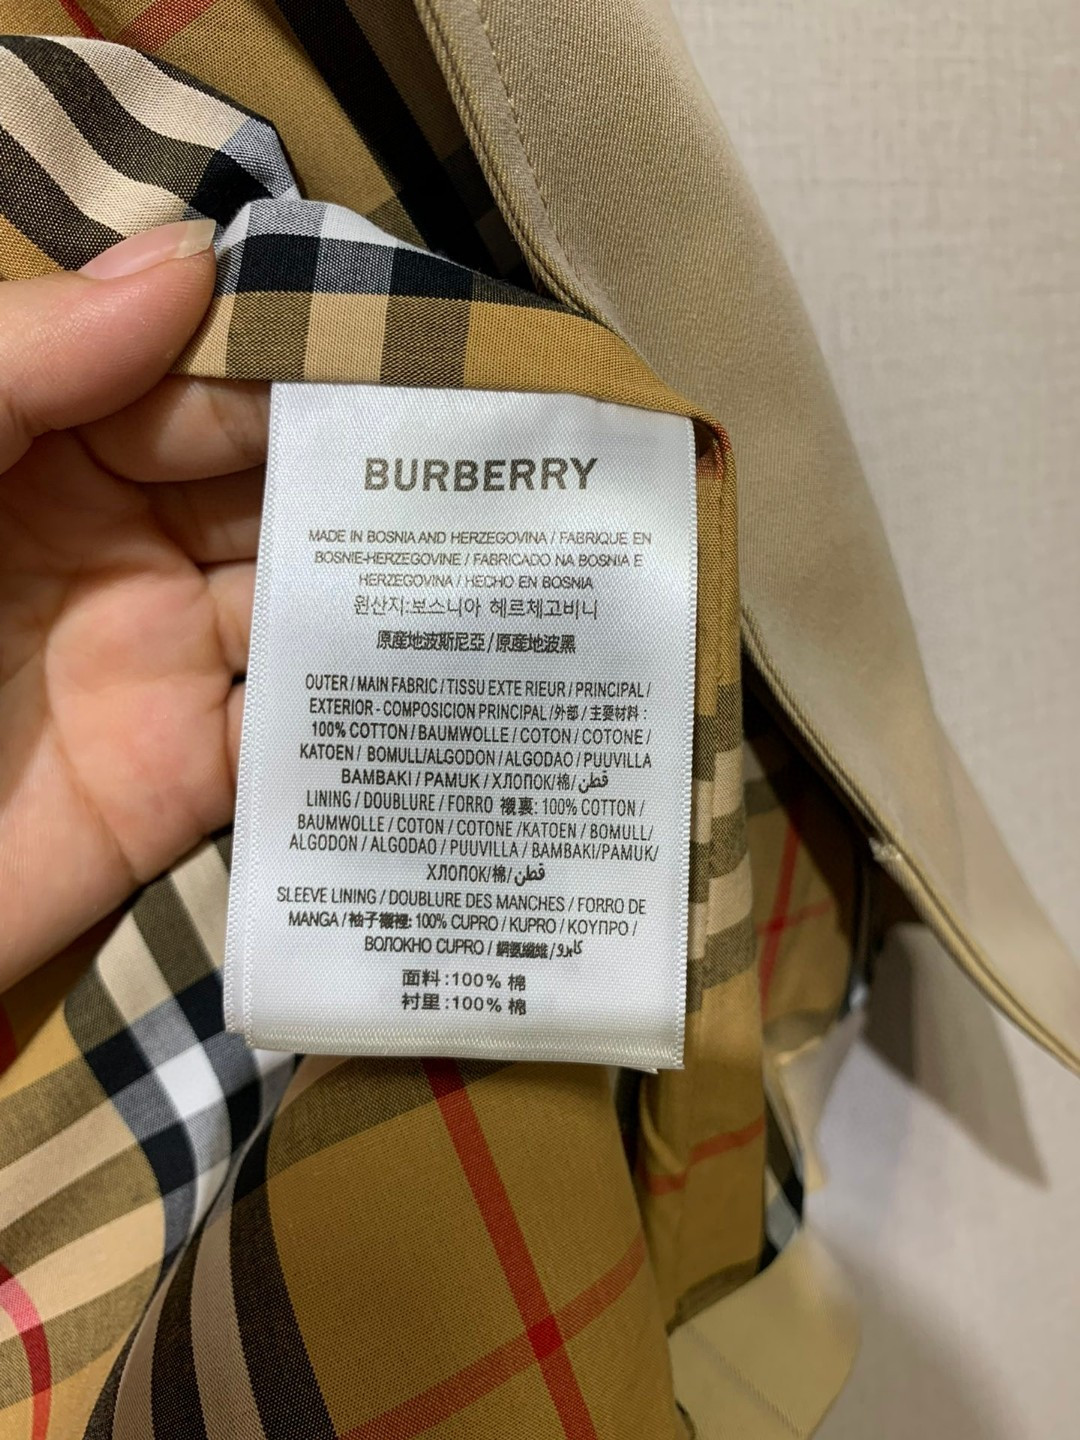 BURBERRY
MADE IN BOSNIA AND HERZEGOVINA / FABRIQUE EN
BOSNIE-HERZEGOVINE / FABRICADO NA BOSNIA E
HERZEGOVINA / HECHO EN BOSNIA
원산지:보스니아 헤르체고비니
原産地波斯尼亞/原産地波黑
OUTER / MAIN FABRIC / TISSU EXTE RIEUR / PRINCIPAL /
EXTERIOR - COMPOSICION PRINCIPAL/外部 / 主要材料 :
100% COTTON / BAUMWOLLE / COTON / COTONE /
KATOEN / BOMULL/ALGODON / ALGODAO / PUUVILLA
BAMBAKI / PAMUK / ХЛОПОК/棉/قطن
LINING / DOUBLURE / FORRO 襯裏: 100% COTTON /
BAUMWOLLE / COTON / COTONE /KATOEN / BOMULL/
ALGODON / ALGODAO / PUUVILLA / BAMBAKI/PAMUK/
ХЛОПОК/棉/قطن
SLEEVE LINING / DOUBLURE DES MANCHES / FORRO DE
MANGA / 袖子襯裡: 100% CUPRO / KUPRO / ΚΟΥΠΡΟ /
ВОЛОКНО CUPRO / 銅氨纖維/كابرو
面料:100% 棉
衬里:100% 棉